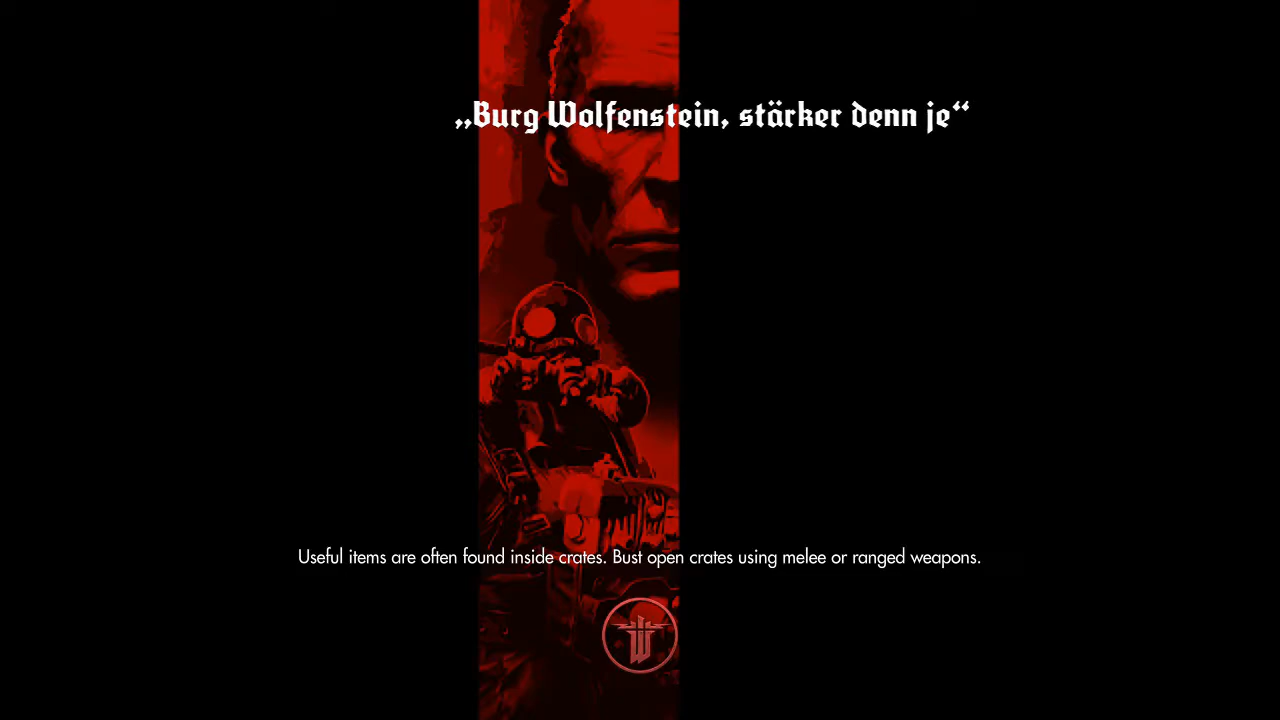 „Burg Wolfenstein, stärker denn je“
Useful items are often found inside crates. Bust open crates using melee or ranged weapons.
W